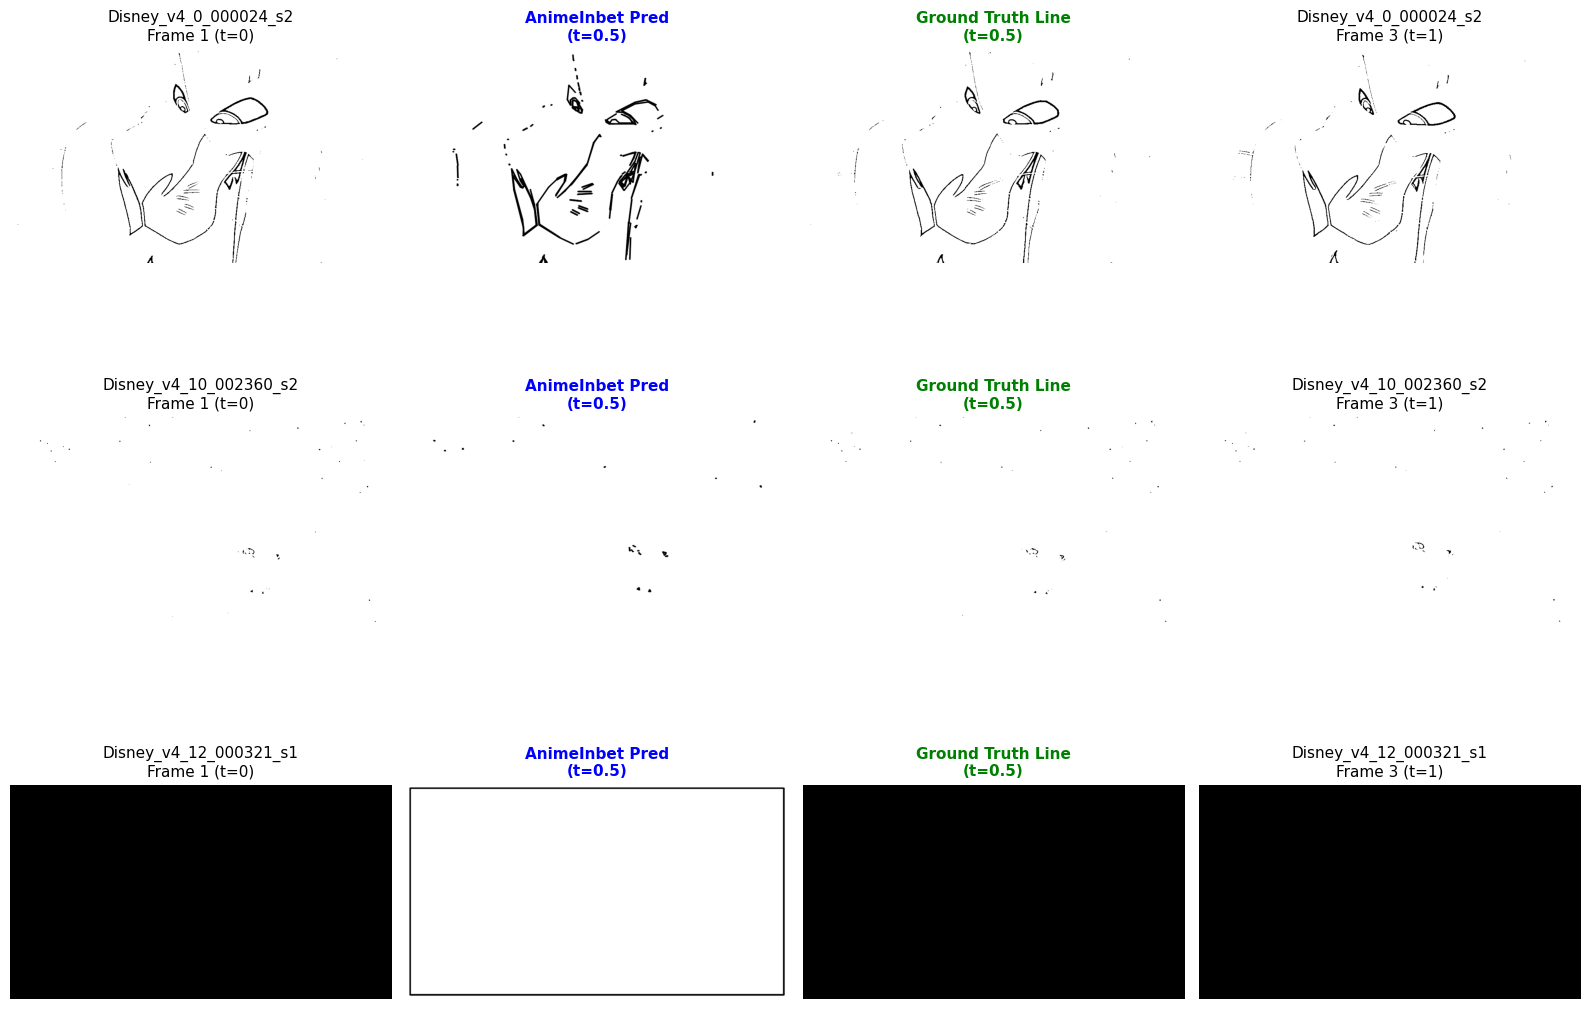 Disney_v4_0_000024_s2
Frame 1 (t=0)
AnimeInbet Pred
(t=0.5)
Ground Truth Line
(t=0.5)
Disney_v4_0_000024_s2
Frame 3 (t=1)
Disney_v4_10_002360_s2
Frame 1 (t=0)
AnimeInbet Pred
(t=0.5)
Ground Truth Line
(t=0.5)
Disney_v4_10_002360_s2
Frame 3 (t=1)
Disney_v4_12_000321_s1
Frame 1 (t=0)
AnimeInbet Pred
(t=0.5)
Ground Truth Line
(t=0.5)
Disney_v4_12_000321_s1
Frame 3 (t=1)